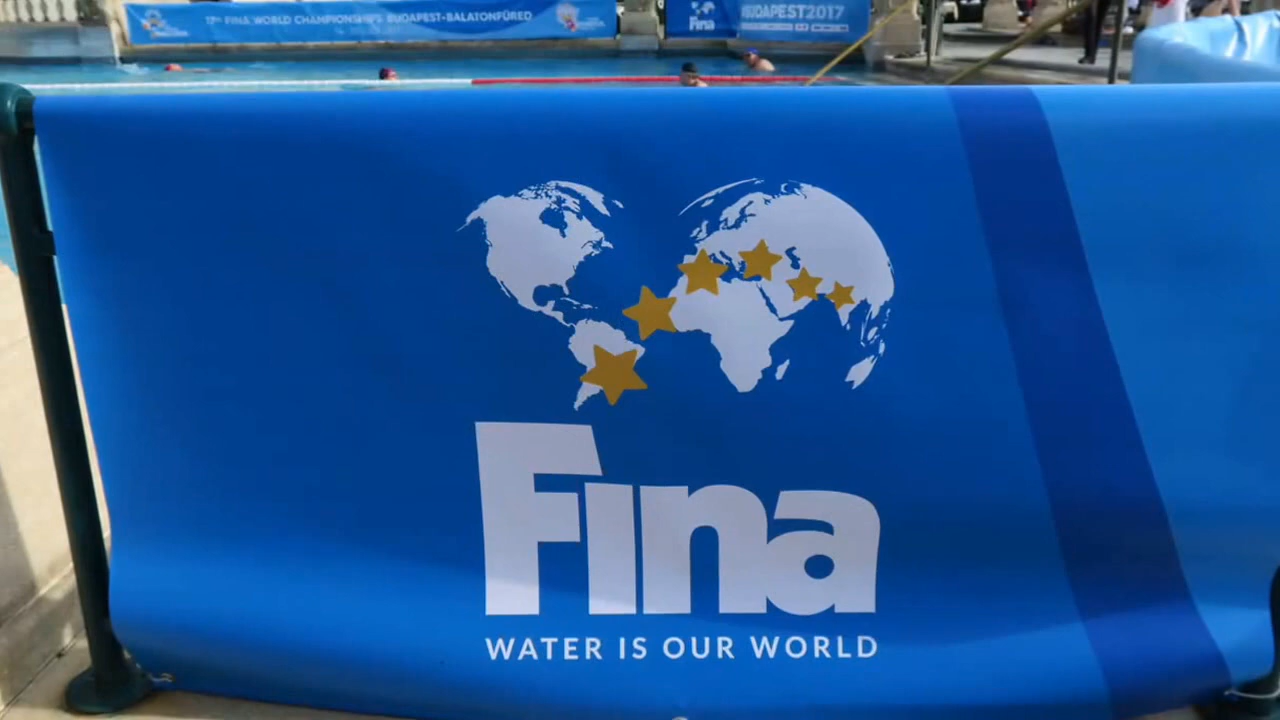 17TH FINA WORLD CHAMPIONSHIPS BUDAPEST-BALATONFÜRED
Fina
BUDAPEST2017
Fina
WATER IS OUR WORLD